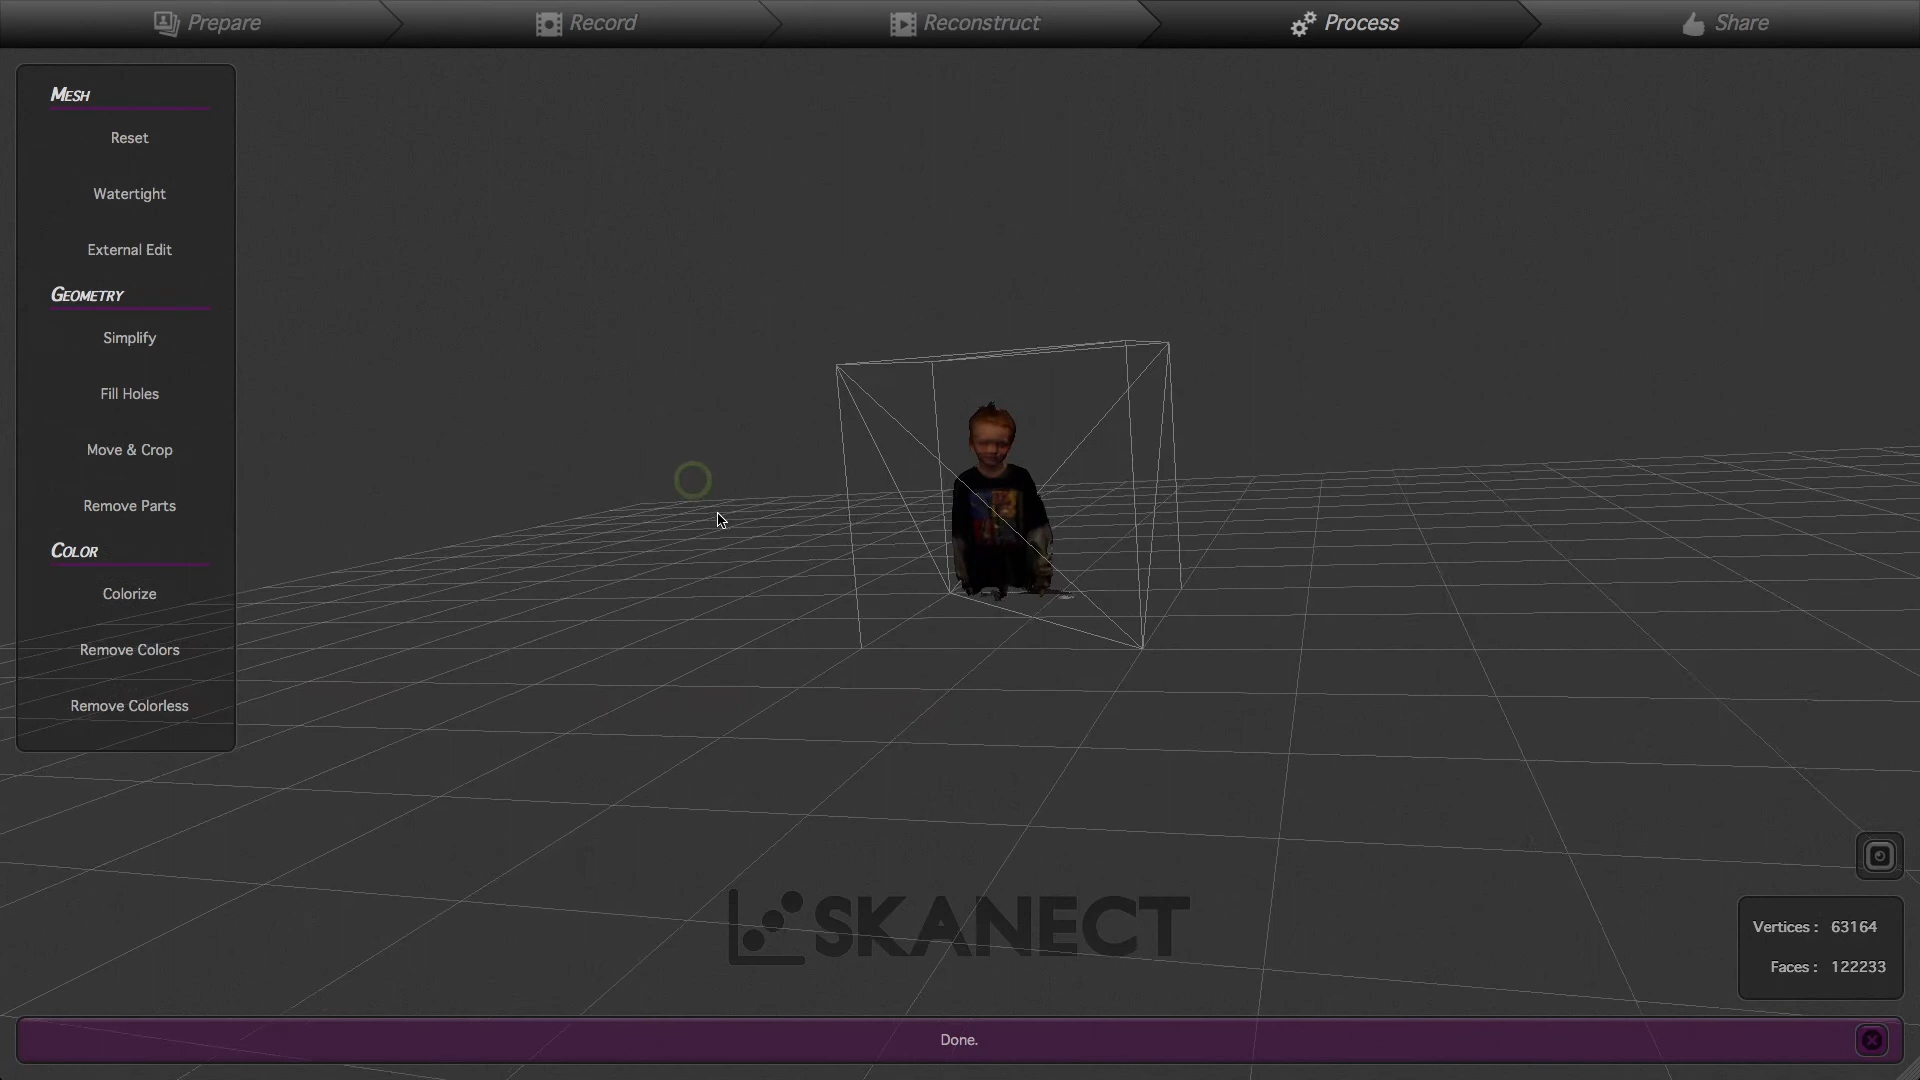 Prepare
Record
Reconstruct
Process
Share
MESH
Reset
Watertight
External Edit
GEOMETRY
Simplify
Fill Holes
Move & Crop
Remove Parts
COLOR
Colorize
Remove Colors
Remove Colorless
SKANECT
Vertices : 63164
Faces : 122233
Done.